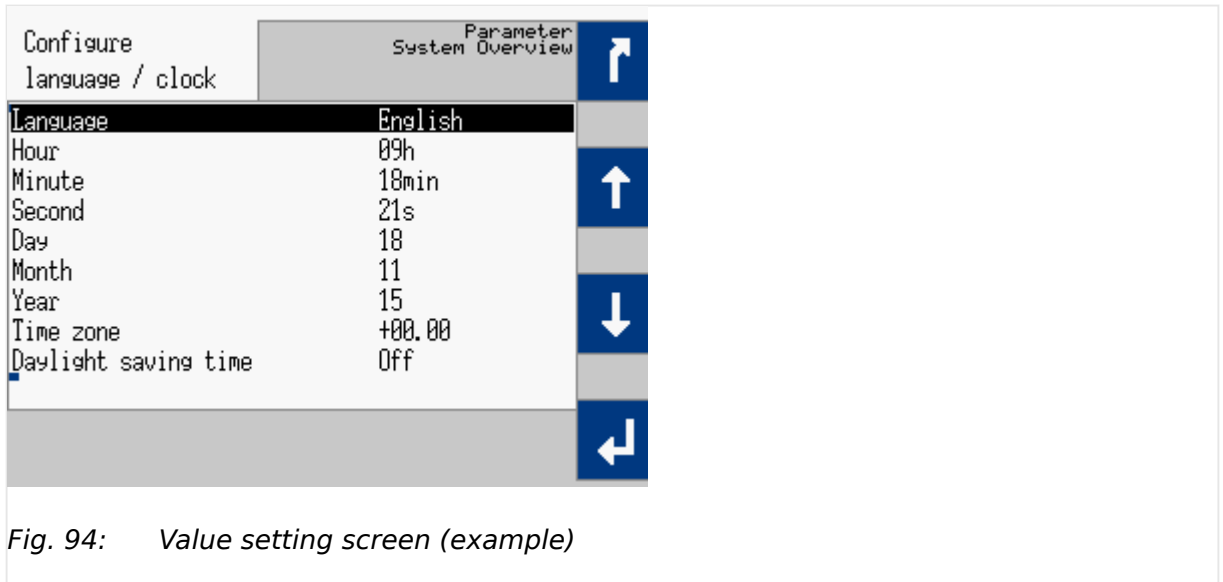 Configure
language / clock
Parameter
System Overview
Language English
Hour 09h
Minute 18min
Second 21s
Day 18
Month 11
Year 15
Time zone +00.00
Daylight saving time Off
Fig. 94: Value setting screen (example)